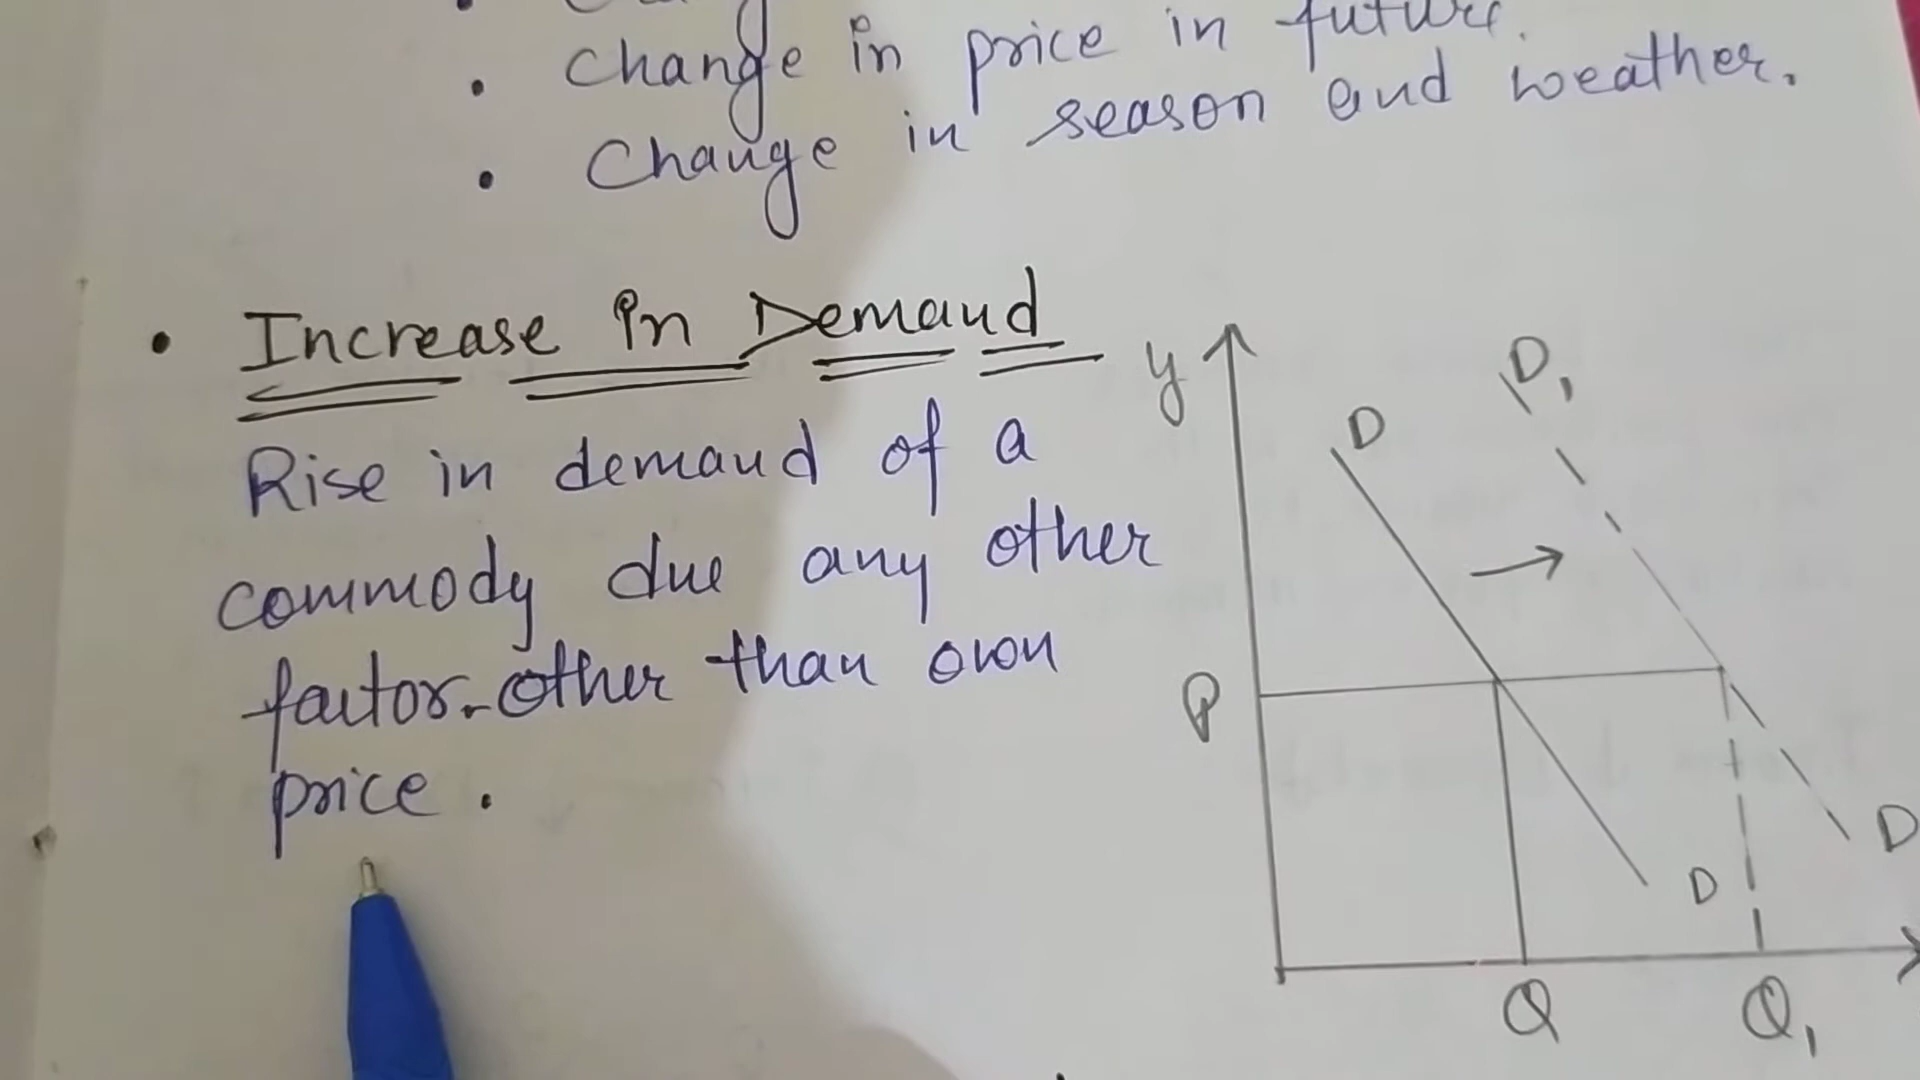 • Change in price in future.
• Change in season and weather.
• Increase in Demand
Rise in demand of a
commody due any other
factor other than own
price.
y
D
D₁
P
D
D
Q
Q₁